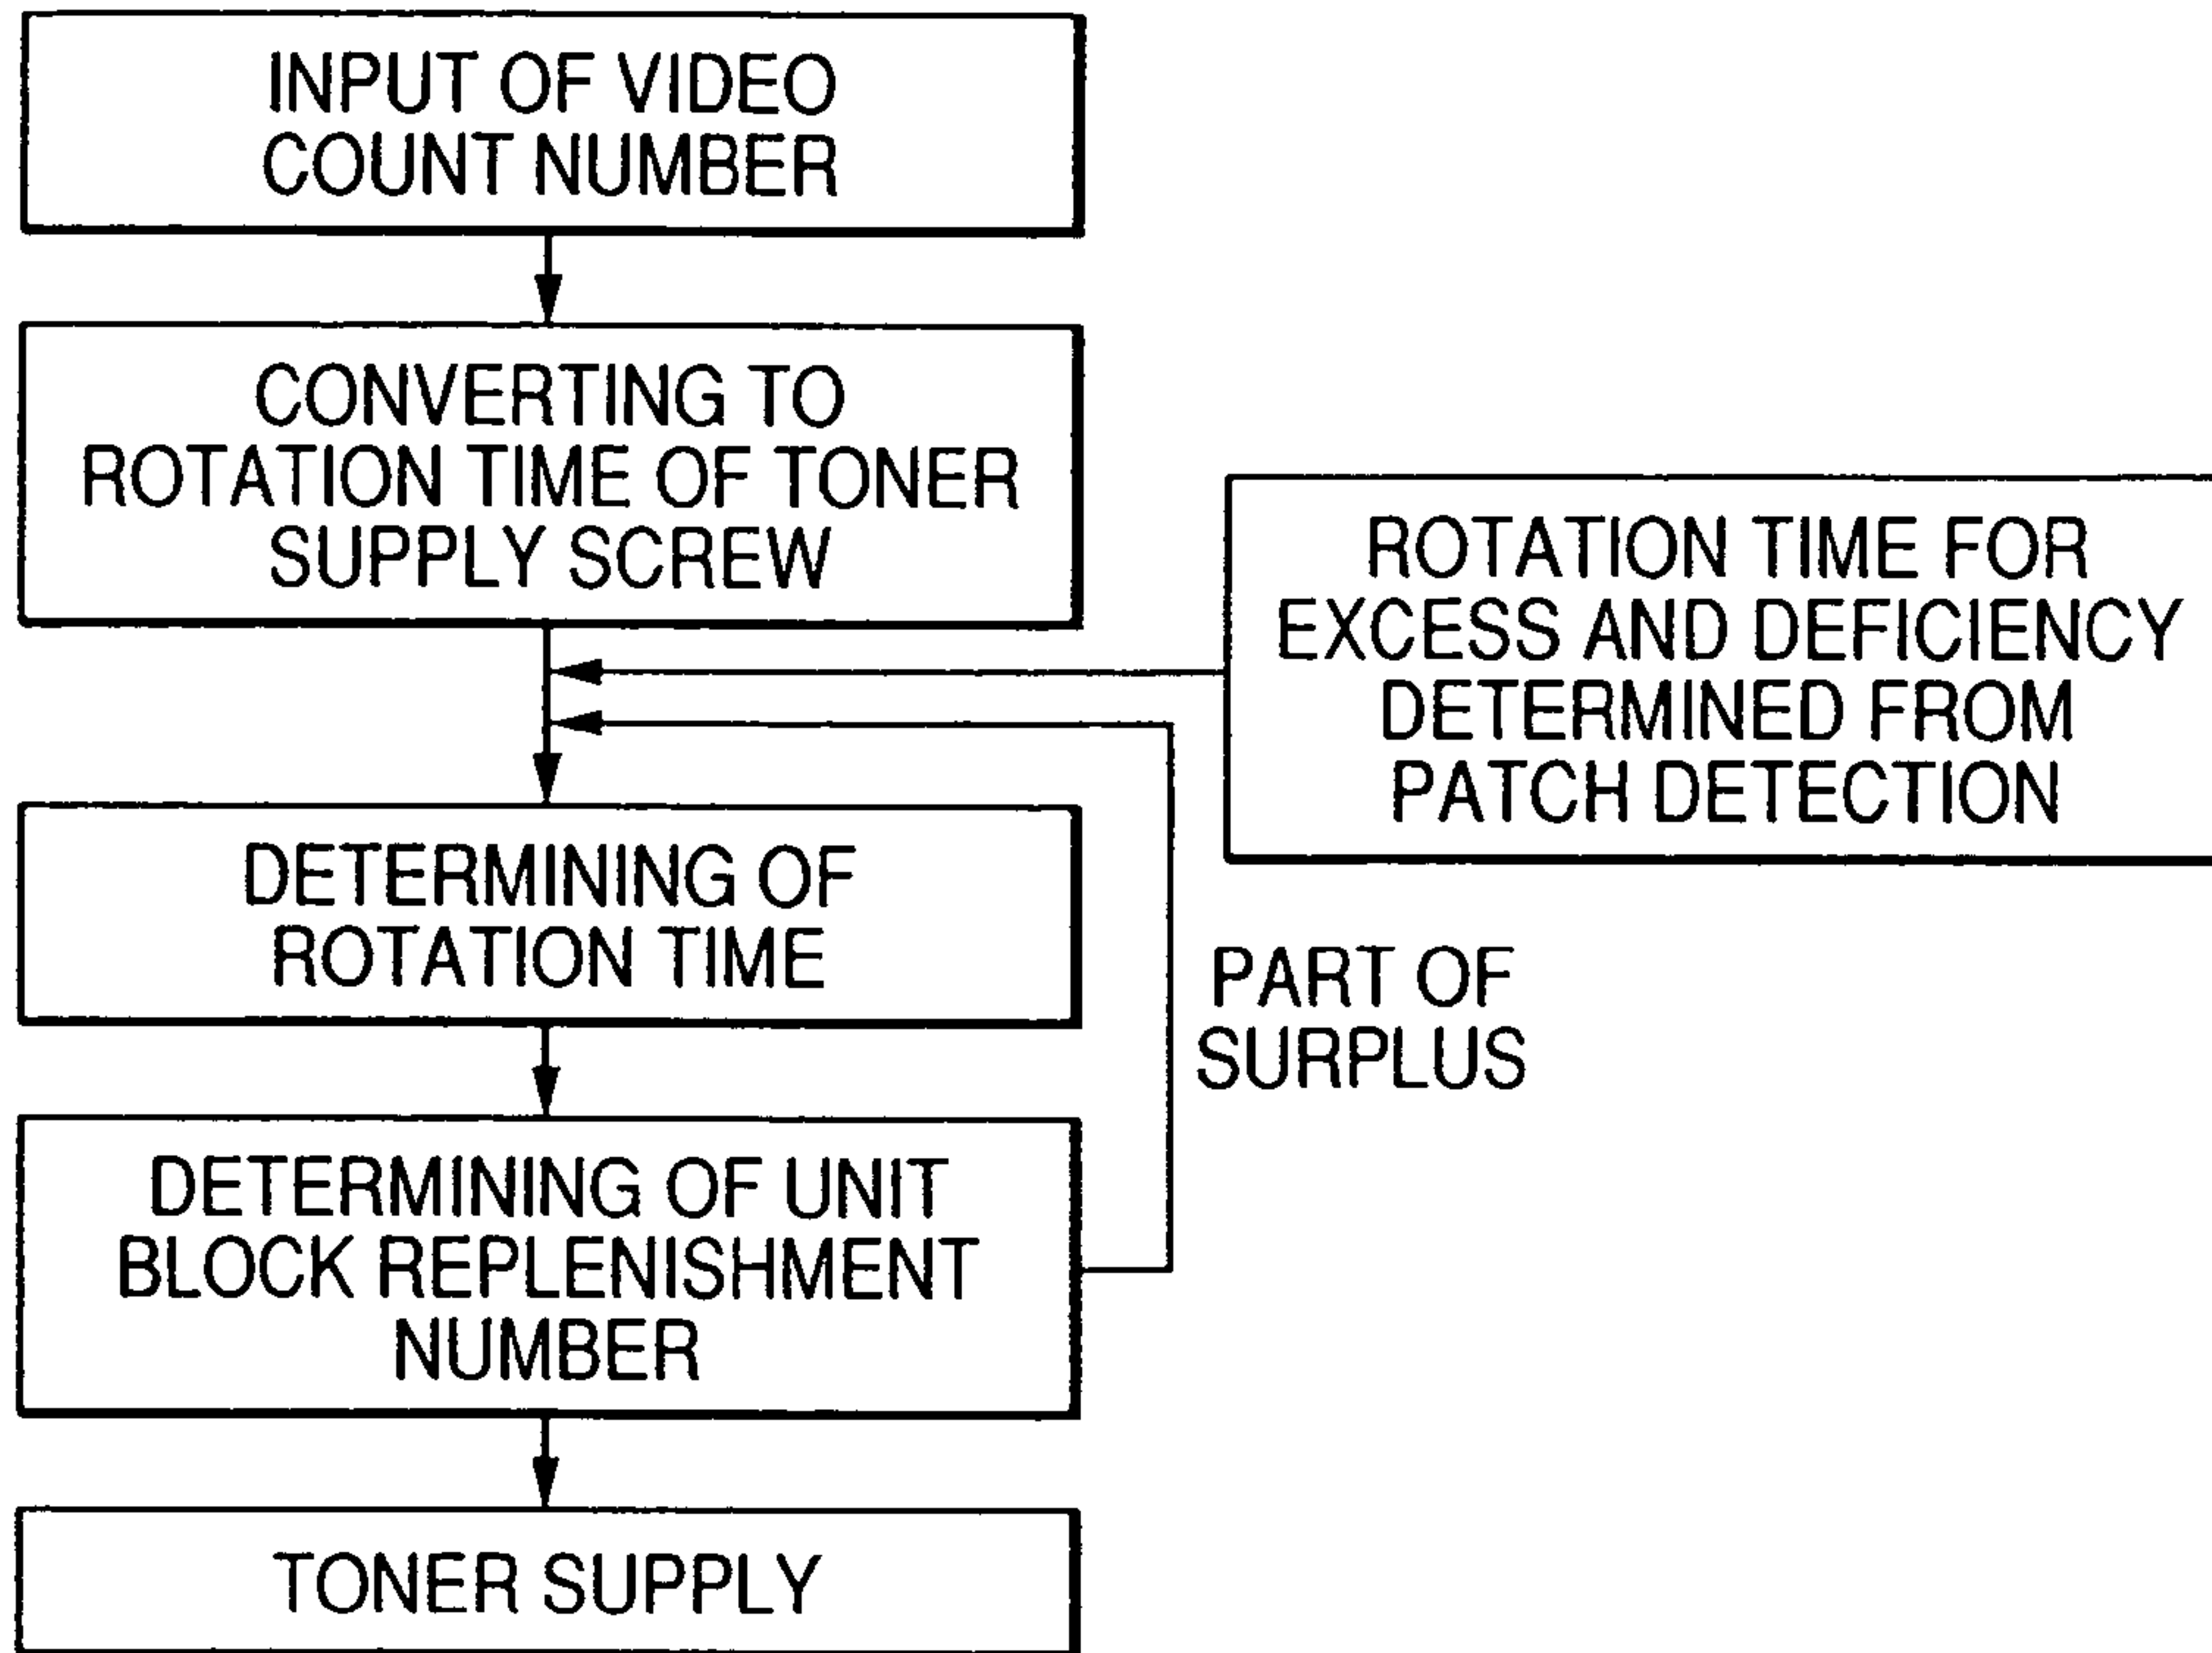 INPUT OF VIDEO
COUNT NUMBER
CONVERTING TO
ROTATION TIME OF TONER
SUPPLY SCREW
ROTATION TIME FOR
EXCESS AND DEFICIENCY
DETERMINED FROM
PATCH DETECTION
DETERMINING OF
ROTATION TIME
PART OF
SURPLUS
DETERMINING OF UNIT
BLOCK REPLENISHMENT
NUMBER
TONER SUPPLY